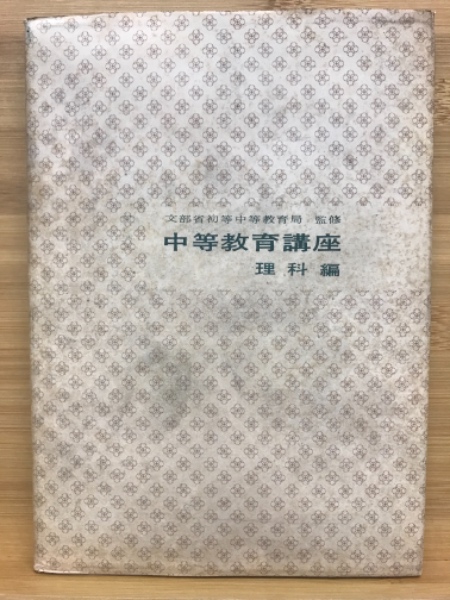 文部省初等中等教育局 監修
中等教育講座
理科編